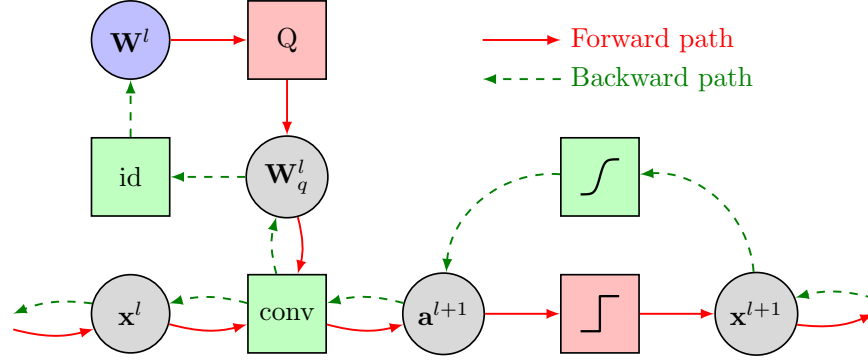 W^l
Q
Forward path
Backward path
id
W_q^l
x^l
conv
a^{l+1}
x^{l+1}